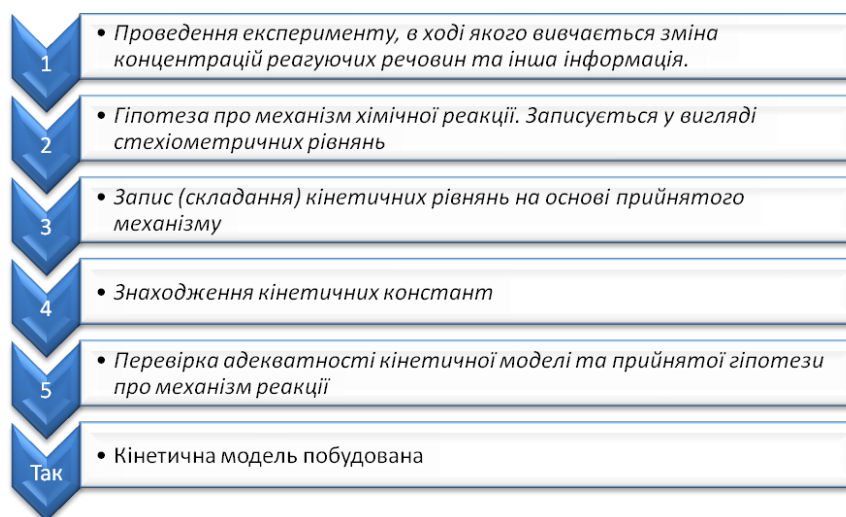 1
• Проведення експерименту, в ході якого вивчається зміна
концентрацій реагуючих речовин та інша інформація.
2
• Гіпотеза про механізм хімічної реакції. Записується у вигляді
стехіометричних рівнянь
3
• Запис (складання) кінетичних рівнянь на основі прийнятого
механізму
4
• Знаходження кінетичних констант
5
• Перевірка адекватності кінетичної моделі та прийнятої гіпотези
про механізм реакції
Так
• Кінетична модель побудована